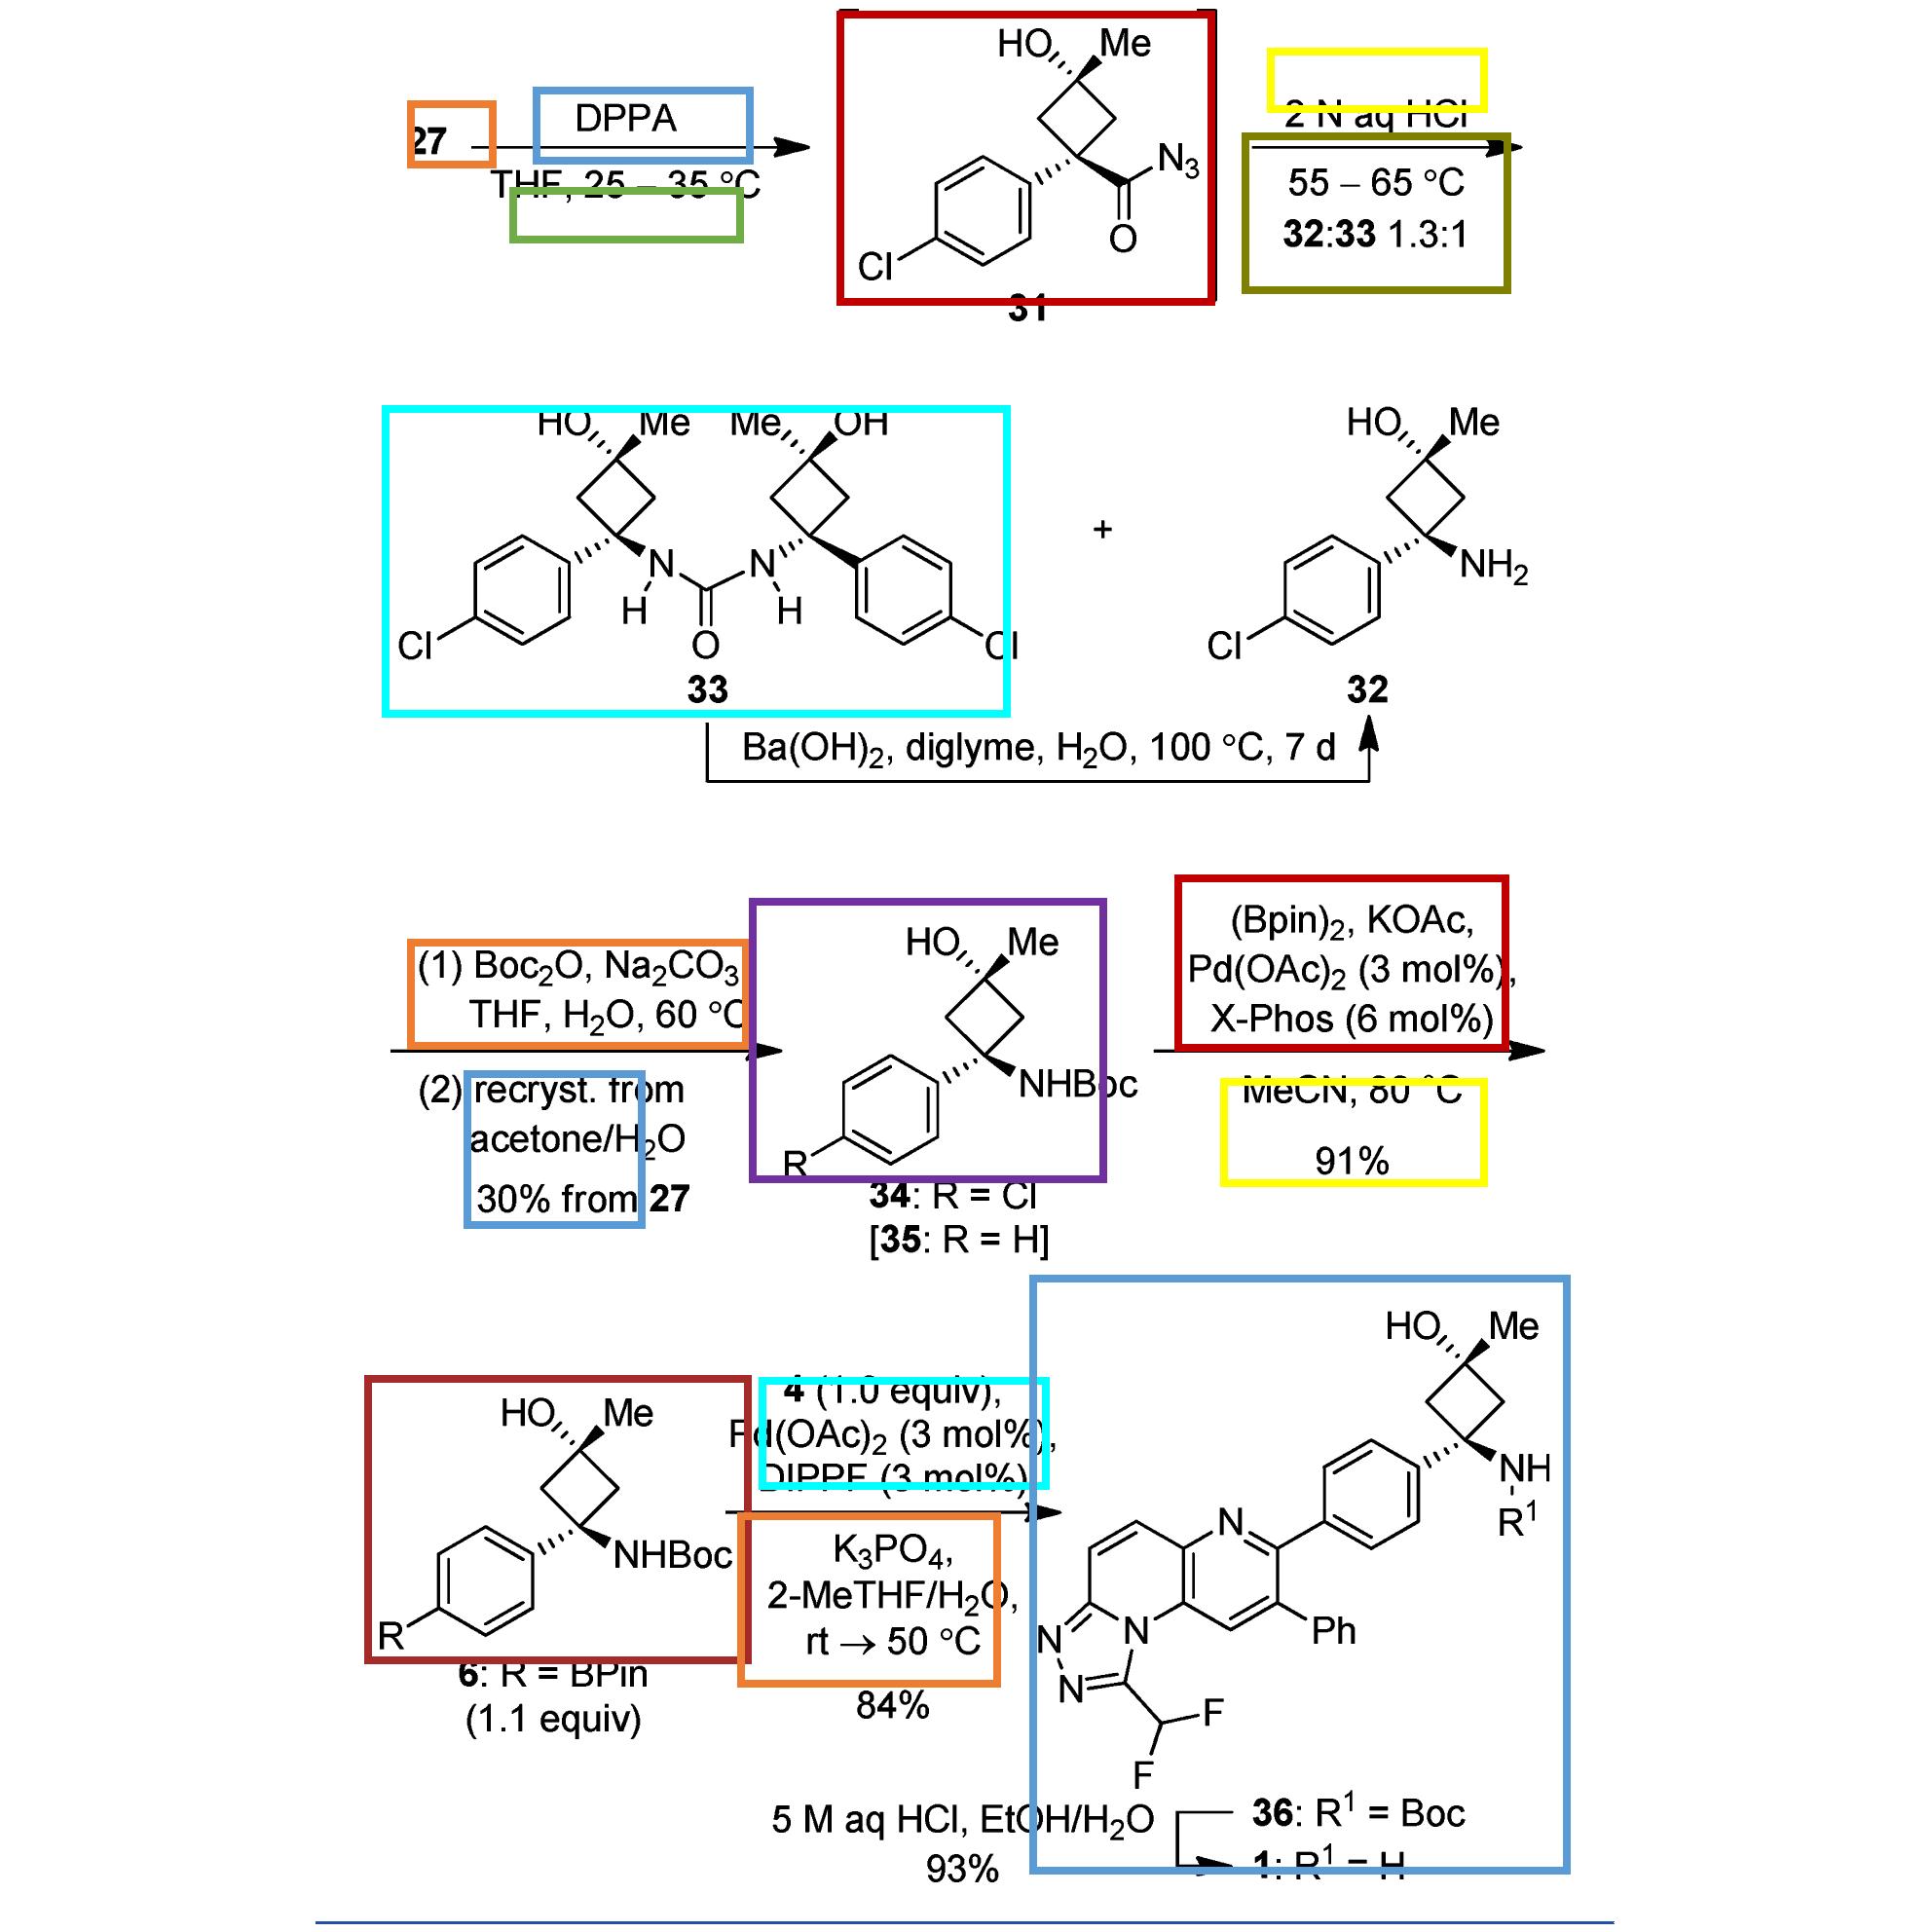 27
DPPA
THF, 25 – 35 °C
HO Me
N3
O
Cl
31
2 N aq HCl
55 – 65 °C
32:33 1.3:1
HO Me Me OH
N N
H H
O
Cl Cl
33
+
HO Me
NH2
Cl
32
Ba(OH)2, diglyme, H2O, 100 °C, 7 d
(1) Boc2O, Na2CO3
THF, H2O, 60 °C
(2) recryst. from
acetone/H2O
30% from 27
HO Me
NHBoc
R
34: R = Cl
[35: R = H]
(Bpin)2, KOAc,
Pd(OAc)2 (3 mol%),
X-Phos (6 mol%)
MeCN, 80 °C
91%
HO Me
NHBoc
R
6: R = BPin
(1.1 equiv)
4 (1.0 equiv),
Pd(OAc)2 (3 mol%),
DIPPF (3 mol%)
K3PO4,
2-MeTHF/H2O,
rt → 50 °C
84%
HO Me
NH
R1
N
N N
N
Ph
F
F
5 M aq HCl, EtOH/H2O
93%
36: R1 = Boc
1: R1 = H